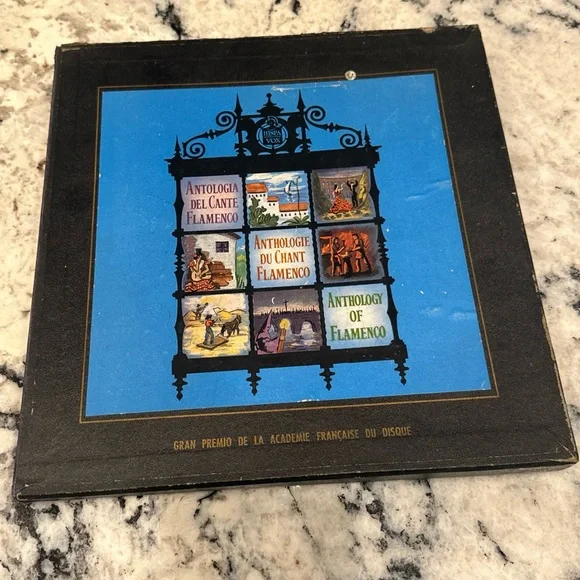 HISPA
VOX
ANTOLOGIA
DEL CANTE
FLAMENCO
ANTHOLOGIE
DU CHANT
FLAMENCO
ANTHOLOGY
OF
FLAMENCO
GRAN PREMIO DE LA ACADEMIE FRANÇAISE DU DISQUE